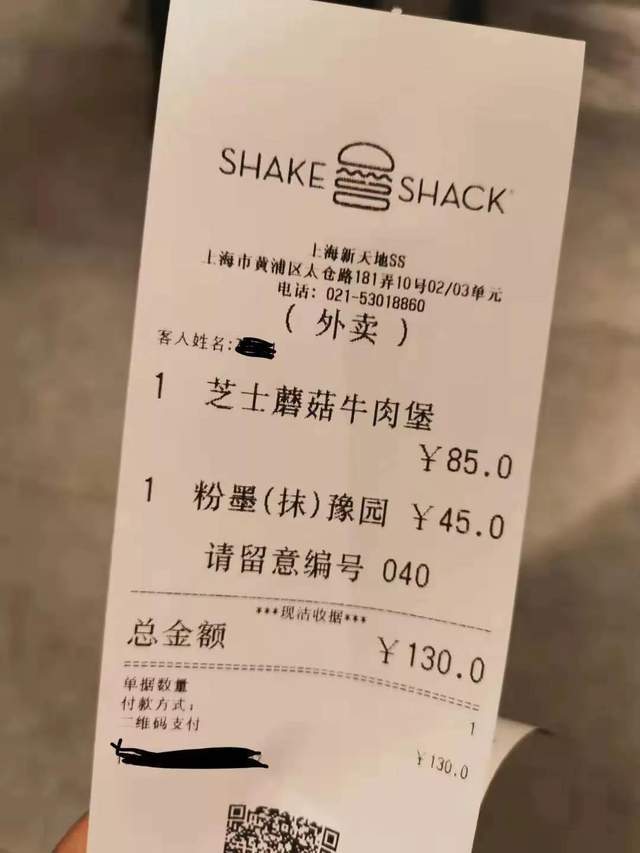 SHAKE SHACK
上海新天地SS
上海市黄浦区太仓路181弄10号02/03单元
电话: 021-53018860
( 外卖 )
客人姓名:
1 芝士蘑菇牛肉堡
￥85.0
1 粉墨(抹)豫园 ￥45.0
请留意编号 040
***现沽收据***
总金额 ￥130.0
单据数量 1
付款方式:
二维码支付 ￥130.0